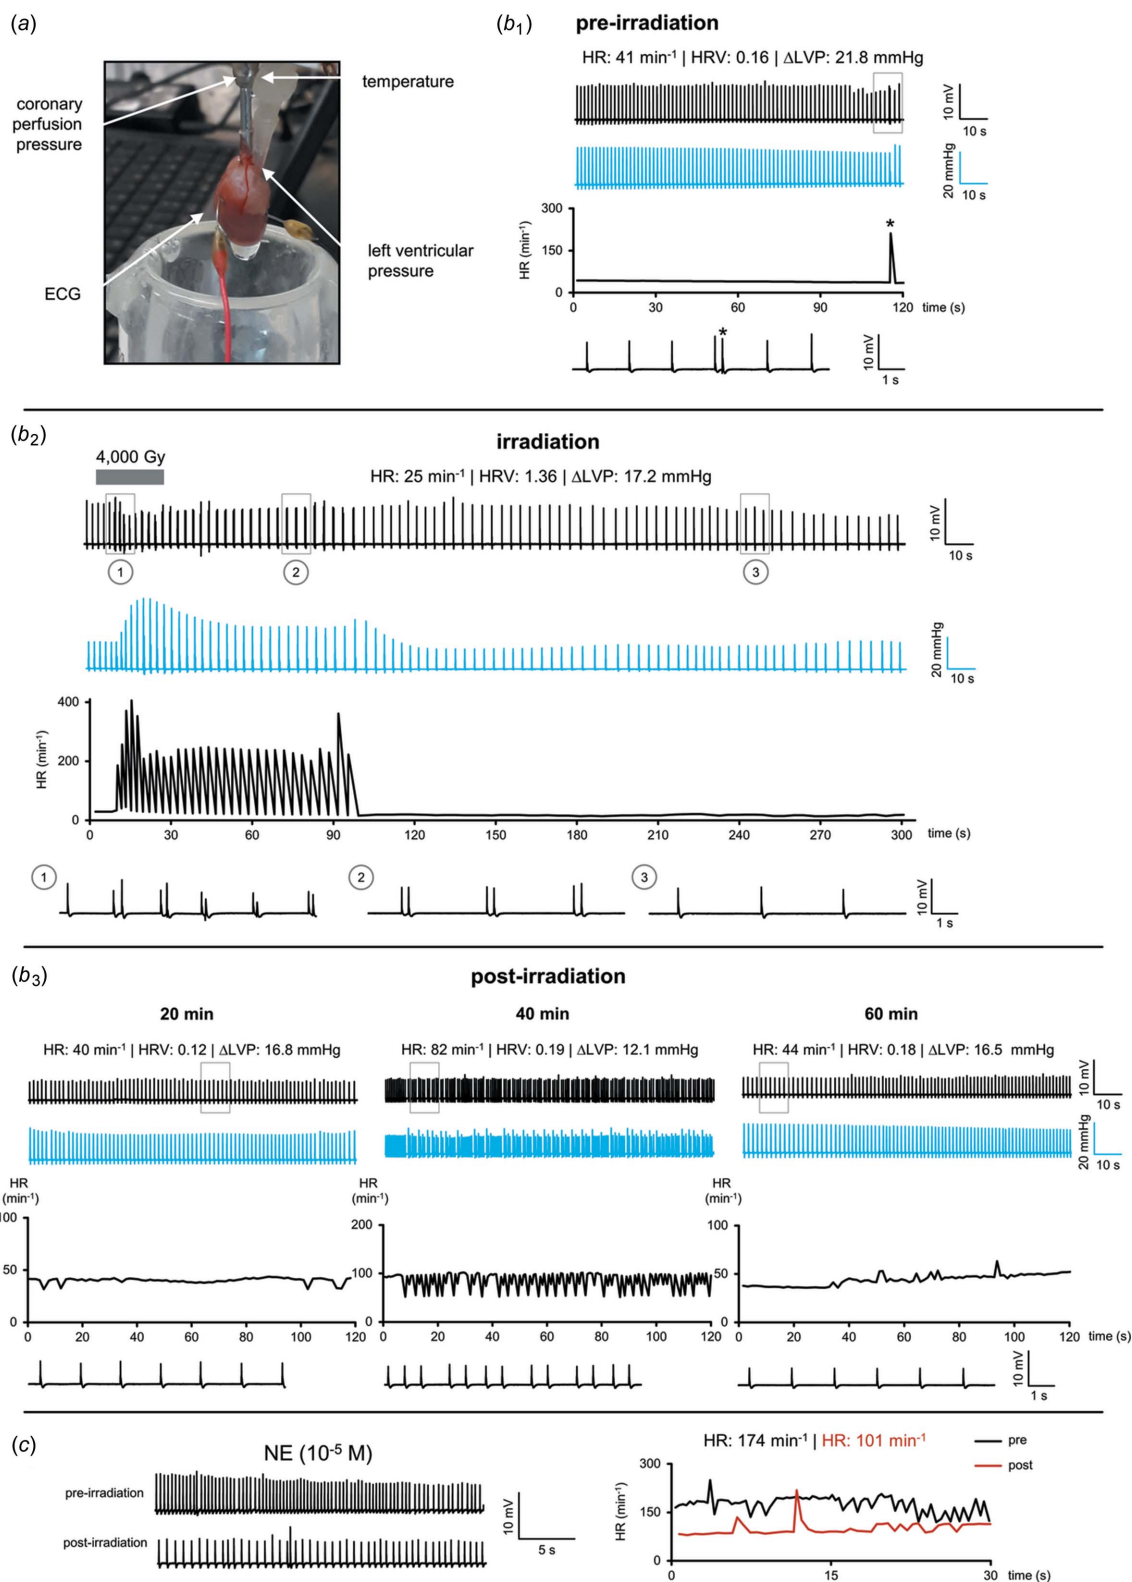 (a)
coronary
perfusion
pressure
temperature
left ventricular
pressure
ECG
(b1)
pre-irradiation
HR: 41 min-1 | HRV: 0.16 | ΔLVP: 21.8 mmHg
10 mV
10 s
20 mmHg
10 s
HR (min-1)
300
150
0
*
0 30 60 90 120 time (s)
*
10 mV
1 s
(b2)
irradiation
4,000 Gy
HR: 25 min-1 | HRV: 1.36 | ΔLVP: 17.2 mmHg
10 mV
10 s
1 2 3
20 mmHg
10 s
HR (min-1)
400
200
0
0 30 60 90 120 150 180 210 240 270 300 time (s)
1 2 3
10 mV
1 s
(b3)
post-irradiation
20 min 40 min 60 min
HR: 40 min-1 | HRV: 0.12 | ΔLVP: 16.8 mmHg
HR: 82 min-1 | HRV: 0.19 | ΔLVP: 12.1 mmHg
HR: 44 min-1 | HRV: 0.18 | ΔLVP: 16.5 mmHg
10 mV
10 s
20 mmHg
10 s
HR
(min-1)
100
50
0
0 20 40 60 80 100 120
HR
(min-1)
200
100
0
0 20 40 60 80 100 120
HR
(min-1)
100
50
0
0 20 40 60 80 100 120 time (s)
10 mV
1 s
(c)
NE (10-5 M)
pre-irradiation
post-irradiation
10 mV
5 s
HR: 174 min-1 | HR: 101 min-1
pre
post
HR (min-1)
300
150
0
0 15 30 time (s)